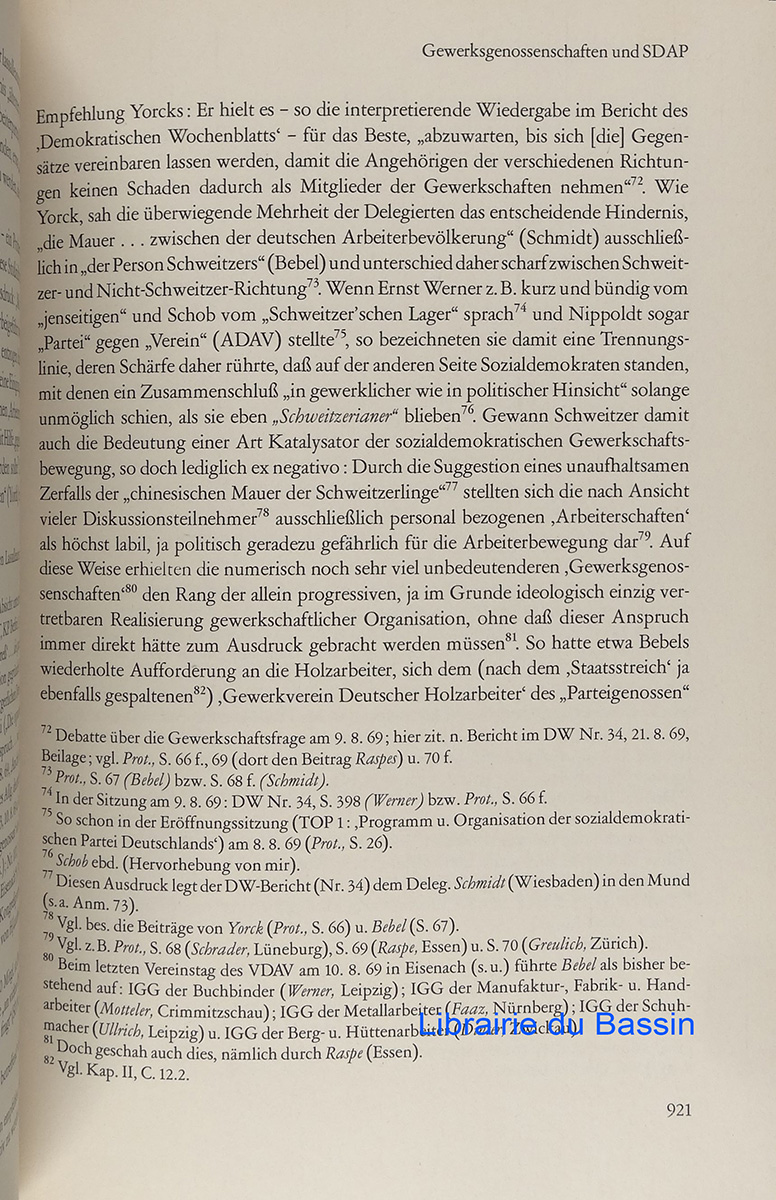 Gewerksgenossenschaften und SDAP
Empfehlung Yorcks: Er hielt es – so die interpretierende Wiedergabe im Bericht des
‚Demokratischen Wochenblatts‘ – für das Beste, „abzuwarten, bis sich [die] Gegen-
sätze vereinbaren lassen werden, damit die Angehörigen der verschiedenen Richtun-
gen keinen Schaden dadurch als Mitglieder der Gewerkschaften nehmen“⁷². Wie
Yorck, sah die überwiegende Mehrheit der Delegierten das entscheidende Hindernis,
„die Mauer . . . zwischen der deutschen Arbeiterbevölkerung“ (Schmidt) ausschließ-
lich in „der Person Schweitzers“ (Bebel) und unterschied daher scharf zwischen Schweit-
zer- und Nicht-Schweitzer-Richtung⁷³. Wenn Ernst Werner z. B. kurz und bündig vom
„jenseitigen“ und Schob vom „Schweitzer’schen Lager“ sprach⁷⁴ und Nippoldt sogar
„Partei“ gegen „Verein“ (ADAV) stellte⁷⁵, so bezeichneten sie damit eine Trennungs-
linie, deren Schärfe daher rührte, daß auf der anderen Seite Sozialdemokraten standen,
mit denen ein Zusammenschluß „in gewerklicher wie in politischer Hinsicht“ solange
unmöglich schien, als sie eben „Schweitzerianer“ blieben⁷⁶. Gewann Schweitzer damit
auch die Bedeutung einer Art Katalysator der sozialdemokratischen Gewerkschafts-
bewegung, so doch lediglich ex negativo: Durch die Suggestion eines unaufhaltsamen
Zerfalls der „chinesischen Mauer der Schweitzerlinge“⁷⁷ stellten sich die nach Ansicht
vieler Diskussionsteilnehmer⁷⁸ ausschließlich personal bezogenen ‚Arbeiterschaften‘
als höchst labil, ja politisch geradezu gefährlich für die Arbeiterbewegung dar⁷⁹. Auf
diese Weise erhielten die numerisch noch sehr viel unbedeutenderen ‚Gewerksgenos-
senschaften‘⁸⁰ den Rang der allein progressiven, ja im Grunde ideologisch einzig ver-
tretbaren Realisierung gewerkschaftlicher Organisation, ohne daß dieser Anspruch
immer direkt hätte zum Ausdruck gebracht werden müssen⁸¹. So hatte etwa Bebels
wiederholte Aufforderung an die Holzarbeiter, sich dem (nach dem ‚Staatsstreich‘ ja
ebenfalls gespaltenen⁸²) ‚Gewerkverein Deutscher Holzarbeiter‘ des „Parteigenossen“
⁷² Debatte über die Gewerkschaftsfrage am 9. 8. 69; hier zit. n. Bericht im DW Nr. 34, 21. 8. 69,
Beilage; vgl. Prot., S. 66 f., 69 (dort den Beitrag Raspes) u. 70 f.
⁷³ Prot., S. 67 (Bebel) bzw. S. 68 f. (Schmidt).
⁷⁴ In der Sitzung am 9. 8. 69: DW Nr. 34, S. 398 (Werner) bzw. Prot., S. 66 f.
⁷⁵ So schon in der Eröffnungssitzung (TOP 1: ‚Programm u. Organisation der sozialdemokrati-
schen Partei Deutschlands‘) am 8. 8. 69 (Prot., S. 26).
⁷⁶ Schob ebd. (Hervorhebung von mir).
⁷⁷ Diesen Ausdruck legt der DW-Bericht (Nr. 34) dem Deleg. Schmidt (Wiesbaden) in den Mund
(s. a. Anm. 73).
⁷⁸ Vgl. bes. die Beiträge von Yorck (Prot., S. 66) u. Bebel (S. 67).
⁷⁹ Vgl. z. B. Prot., S. 68 (Schrader, Lüneburg), S. 69 (Raspe, Essen) u. S. 70 (Greulich, Zürich).
⁸⁰ Beim letzten Vereinstag des VDAV am 10. 8. 69 in Eisenach (s. u.) führte Bebel als bisher be-
stehend auf: IGG der Buchbinder (Werner, Leipzig); IGG der Manufaktur-, Fabrik- u. Hand-
arbeiter (Motteler, Crimmitzschau); IGG der Metallarbeiter (Faaz, Nürnberg); IGG der Schuh-
macher (Ullrich, Leipzig) u. IGG der Berg- u. Hüttenarbeiter Zwickau).
⁸¹ Doch geschah auch dies, nämlich durch Raspe (Essen).
⁸² Vgl. Kap. II, C. 12.2.
Librairie du Bassin
921